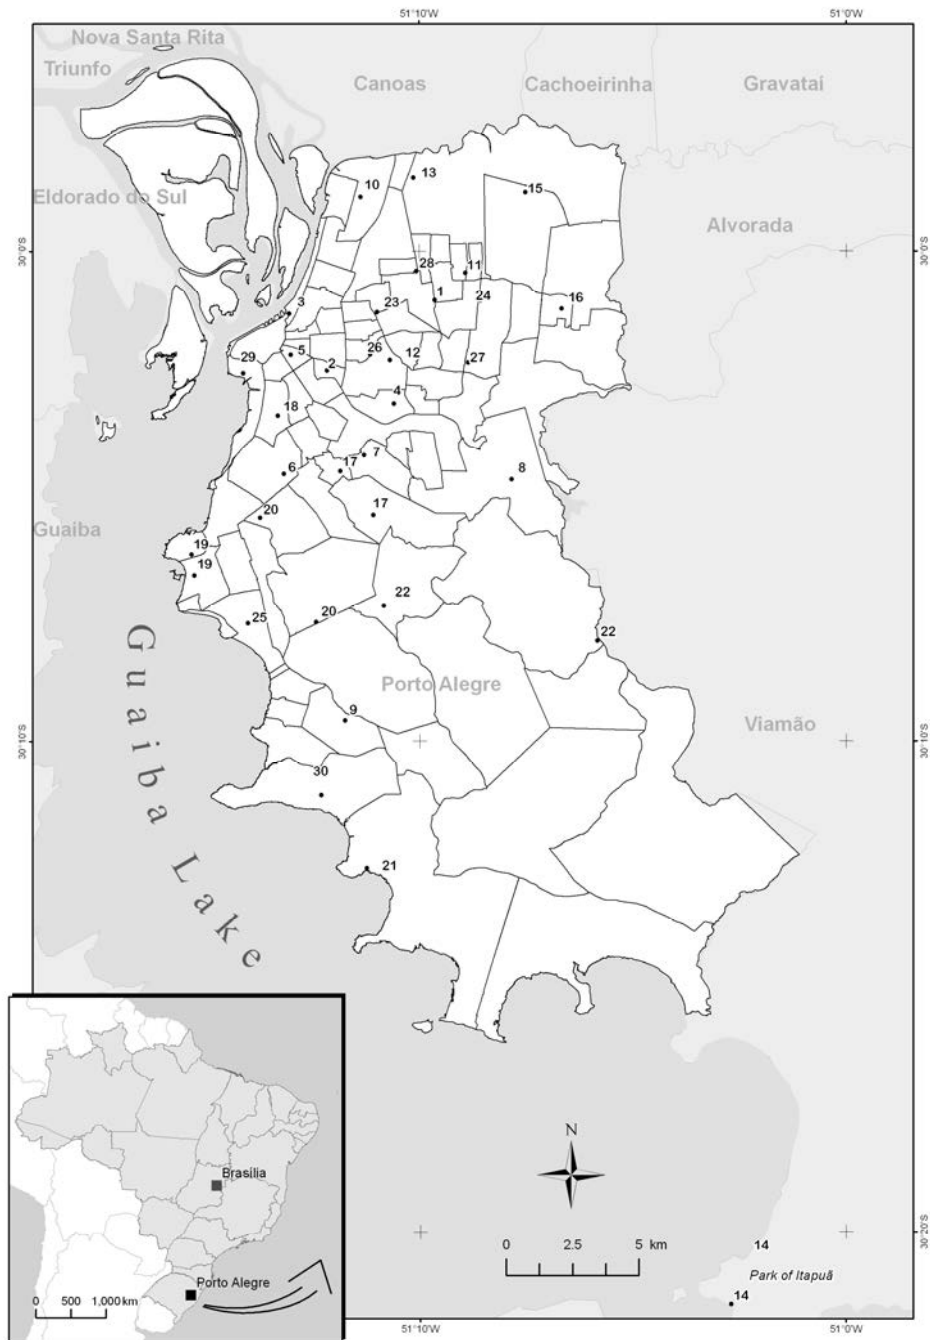 51°10'W
51°0'W
Nova Santa Rita
Triunfo
Canoas
Cachoeirinha
Gravatai
13
10
15
Eldorado do Sul
Alvorada
30°0'S
30°0'S
28
11
1
24
3
23
16
5
26
12
27
29
2
4
18
7
17
6
8
20
17
Guaiba
19
19
22
25
20
22
Porto Alegre
9
Viamão
30°10'S
30°10'S
30
21
Guaiba Lake
Brasília
N
30°20'S
0 2.5 5 km
14
Park of Itapuã
14
Porto Alegre
0 500 1,000 km
51°10'W
51°0'W